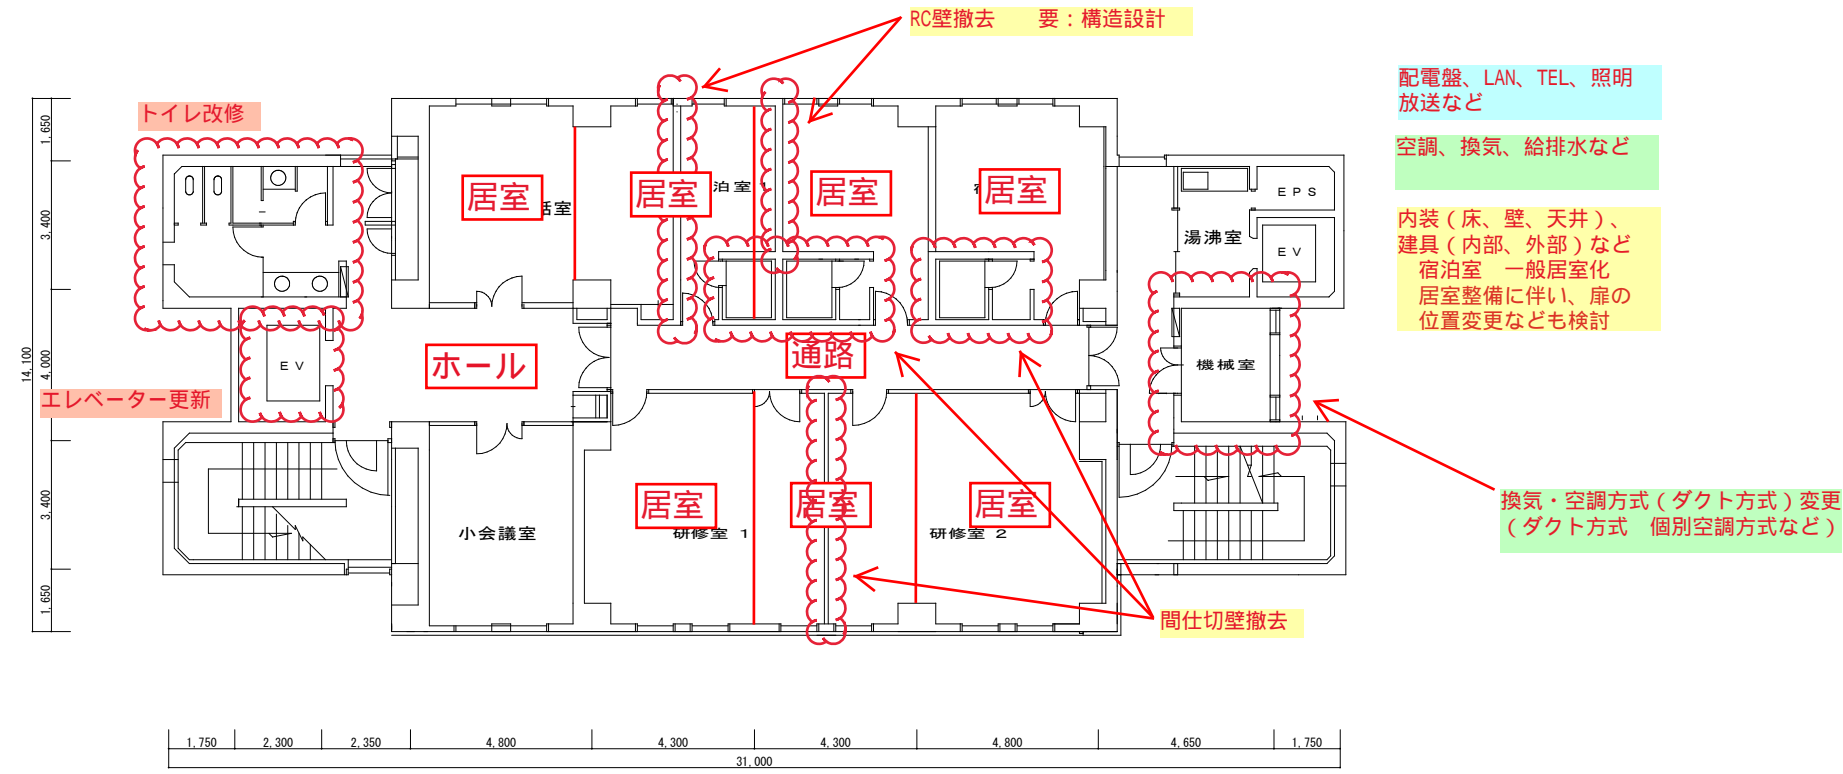 RC壁撤去　要：構造設計
配電盤、LAN、TEL、照明
放送など
トイレ改修
空調、換気、給排水など
居室
話室
居室
泊室 1
居室
居室
EPS
内装（床、壁、天井）、
建具（内部、外部）など
宿泊室　一般居室化
居室整備に伴い、扉の
位置変更なども検討
湯沸室
EV
通路
ホール
EV
機械室
エレベーター更新
居室
研修室 1
居室
居室
研修室 2
小会議室
換気・空調方式（ダクト方式）変更
（ダクト方式　個別空調方式など）
間仕切壁撤去
1,650
3,400
4,000
14,100
3,400
1,650
1,750
2,300
2,350
4,800
4,300
4,300
4,800
4,650
1,750
31,000